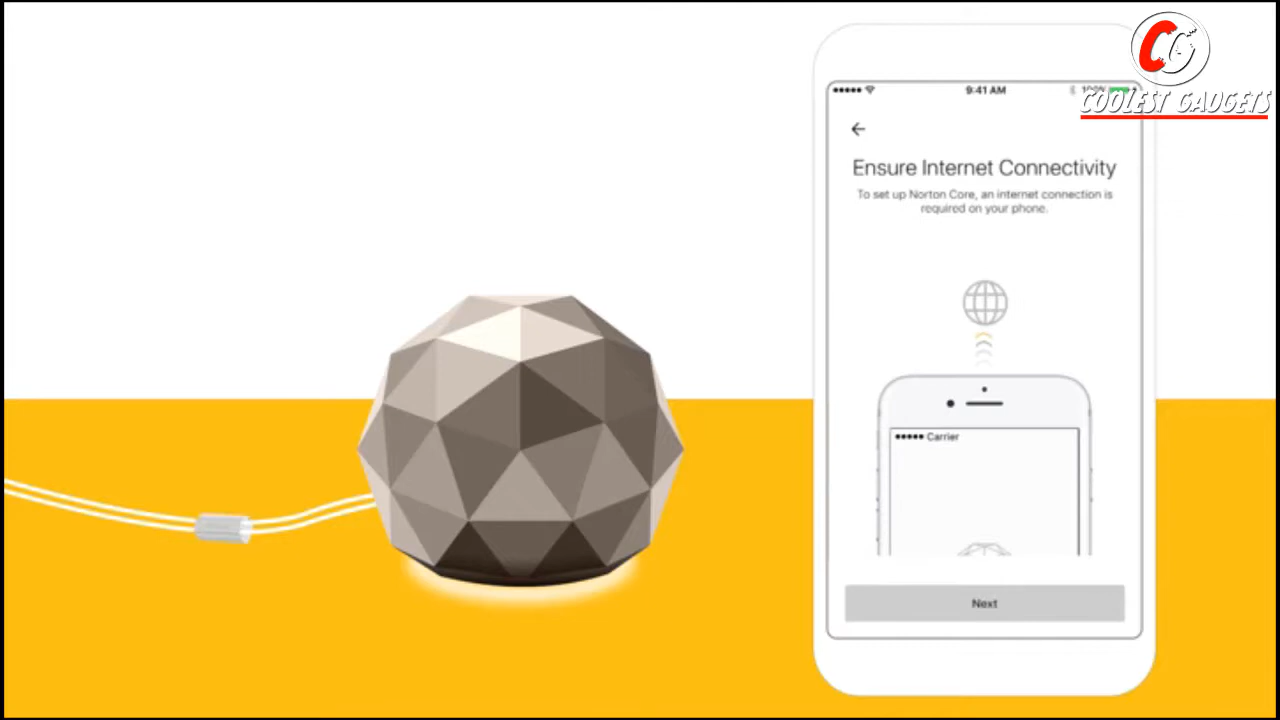 CG
COOLEST GADGETS
9:41 AM
100%
Ensure Internet Connectivity
To set up Norton Core, an internet connection is
required on your phone.
Carrier
Next